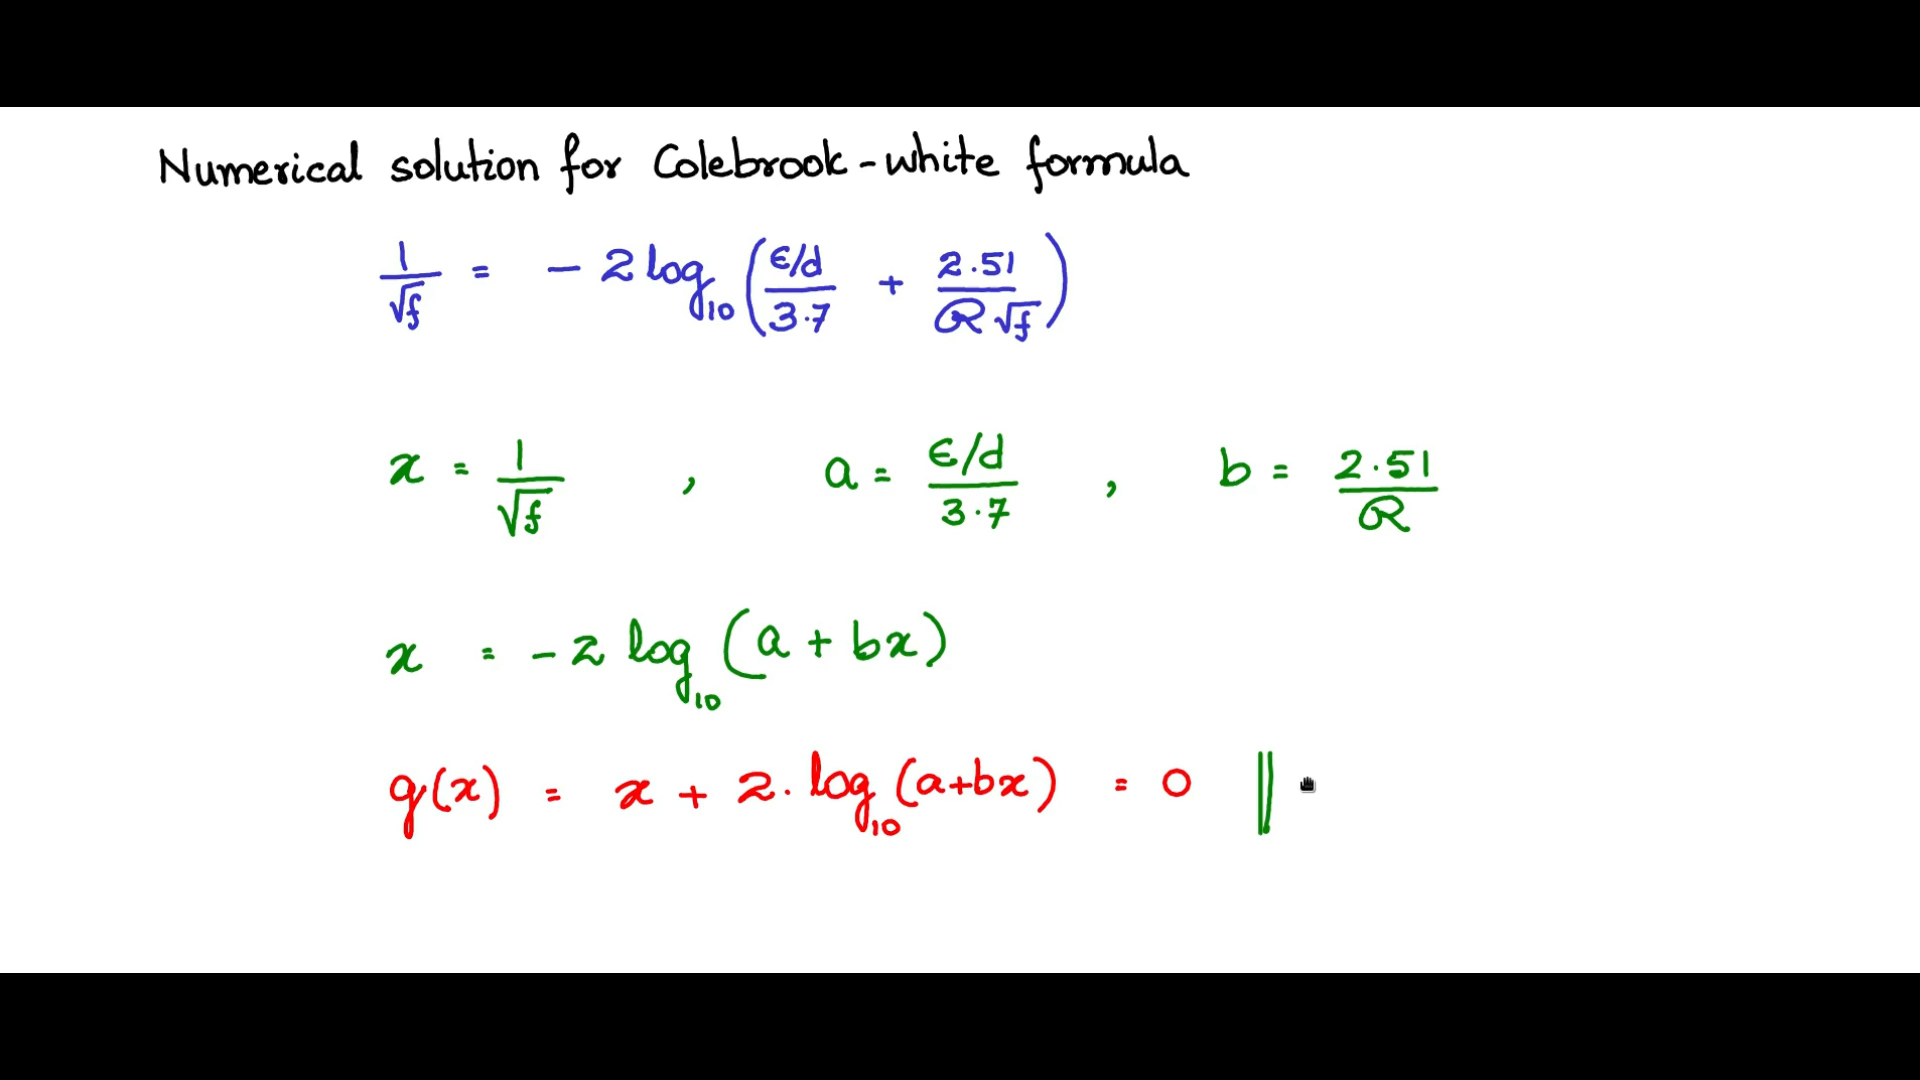 Numerical solution for Colebrook-white formula
1/√f = - 2 log₁₀ ( (ϵ/d)/3.7 + 2.51/(R √f) )
x = 1/√f , a = (ϵ/d)/3.7 , b = 2.51/R
x = - 2 log₁₀ (a + bx)
g(x) = x + 2. log₁₀ (a+bx) = 0 ||